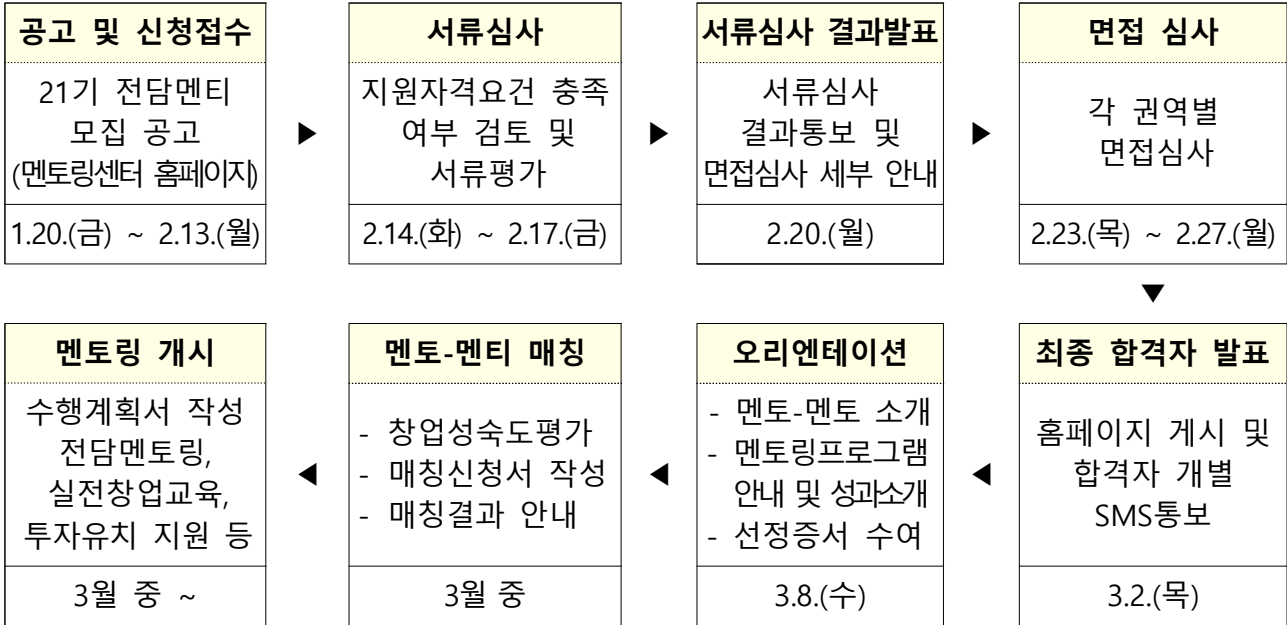 공고 및 신청접수
21기 전담멘티
모집 공고
(멘토링센터 홈페이지)
1.20.(금) ~ 2.13.(월)
▶
서류심사
지원자격요건 충족
여부 검토 및
서류평가
2.14.(화) ~ 2.17.(금)
▶
서류심사 결과발표
서류심사
결과통보 및
면접심사 세부 안내
2.20.(월)
▶
면접 심사
각 권역별
면접심사
2.23.(목) ~ 2.27.(월)
▼
최종 합격자 발표
홈페이지 게시 및
합격자 개별
SMS통보
3.2.(목)
◀
오리엔테이션
- 멘토-멘토 소개
- 멘토링프로그램
안내 및 성과소개
- 선정증서 수여
3.8.(수)
◀
멘토-멘티 매칭
- 창업성숙도평가
- 매칭신청서 작성
- 매칭결과 안내
3월 중
◀
멘토링 개시
수행계획서 작성
전담멘토링,
실전창업교육,
투자유치 지원 등
3월 중 ~